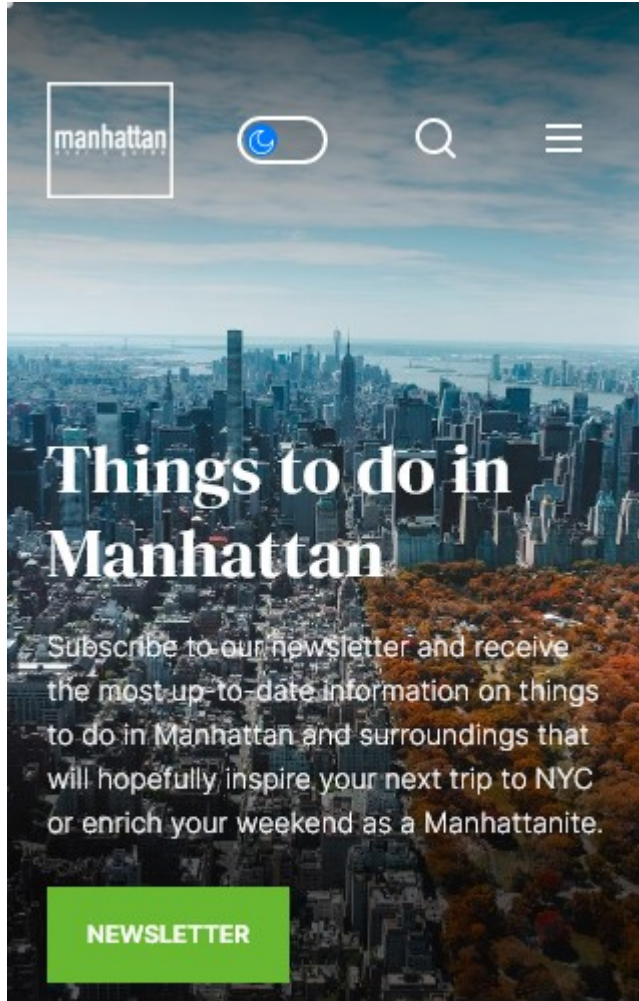 manhattan
Things to do in
Manhattan
Subscribe to our newsletter and receive
the most up-to-date information on things
to do in Manhattan and surroundings that
will hopefully inspire your next trip to NYC
or enrich your weekend as a Manhattanite.
NEWSLETTER